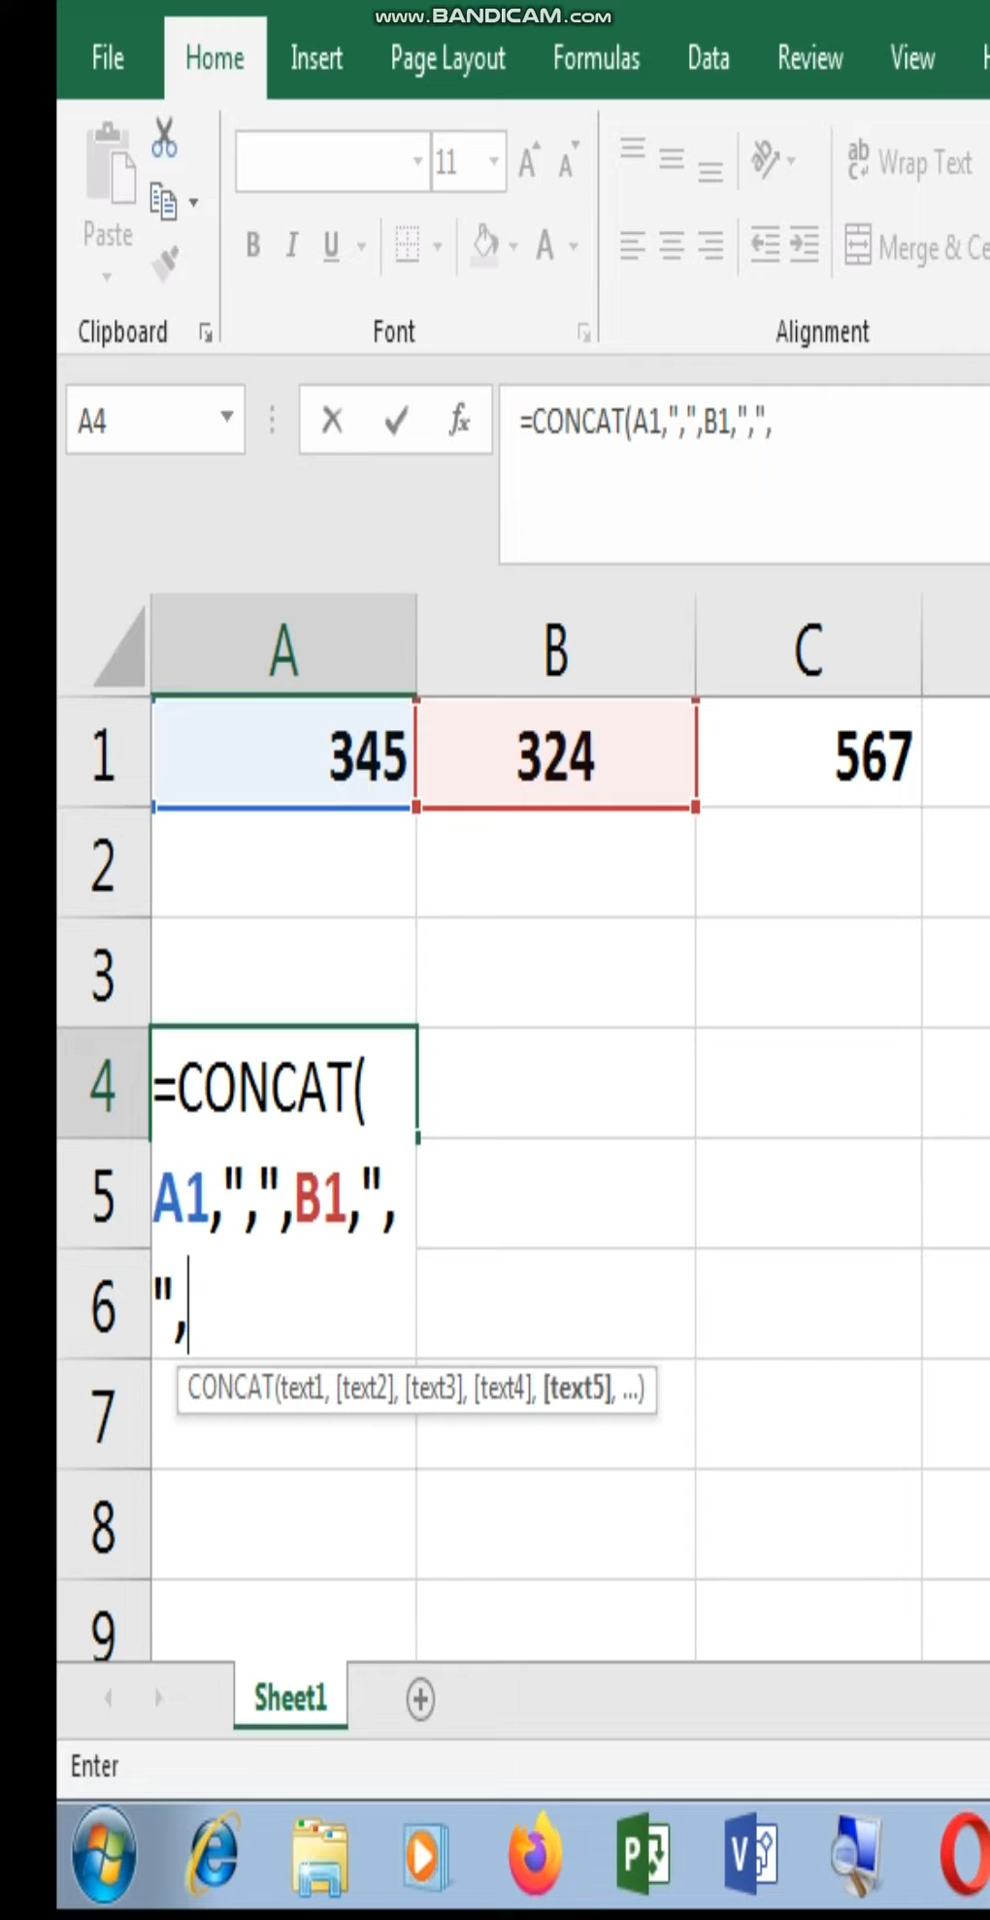 www.BANDICAM.com
File Home Insert Page Layout Formulas Data Review View
11
ab Wrap Text
Paste
B I U A Merge & Ce
Clipboard Font Alignment
A4 fx =CONCAT(A1,",",B1,",",
A B C
1 345 324 567
2
3
4 =CONCAT(
5 A1,",",B1,",
6 ",
CONCAT(text1, [text2], [text3], [text4], [text5], ...)
7
8
9
Sheet1
Enter